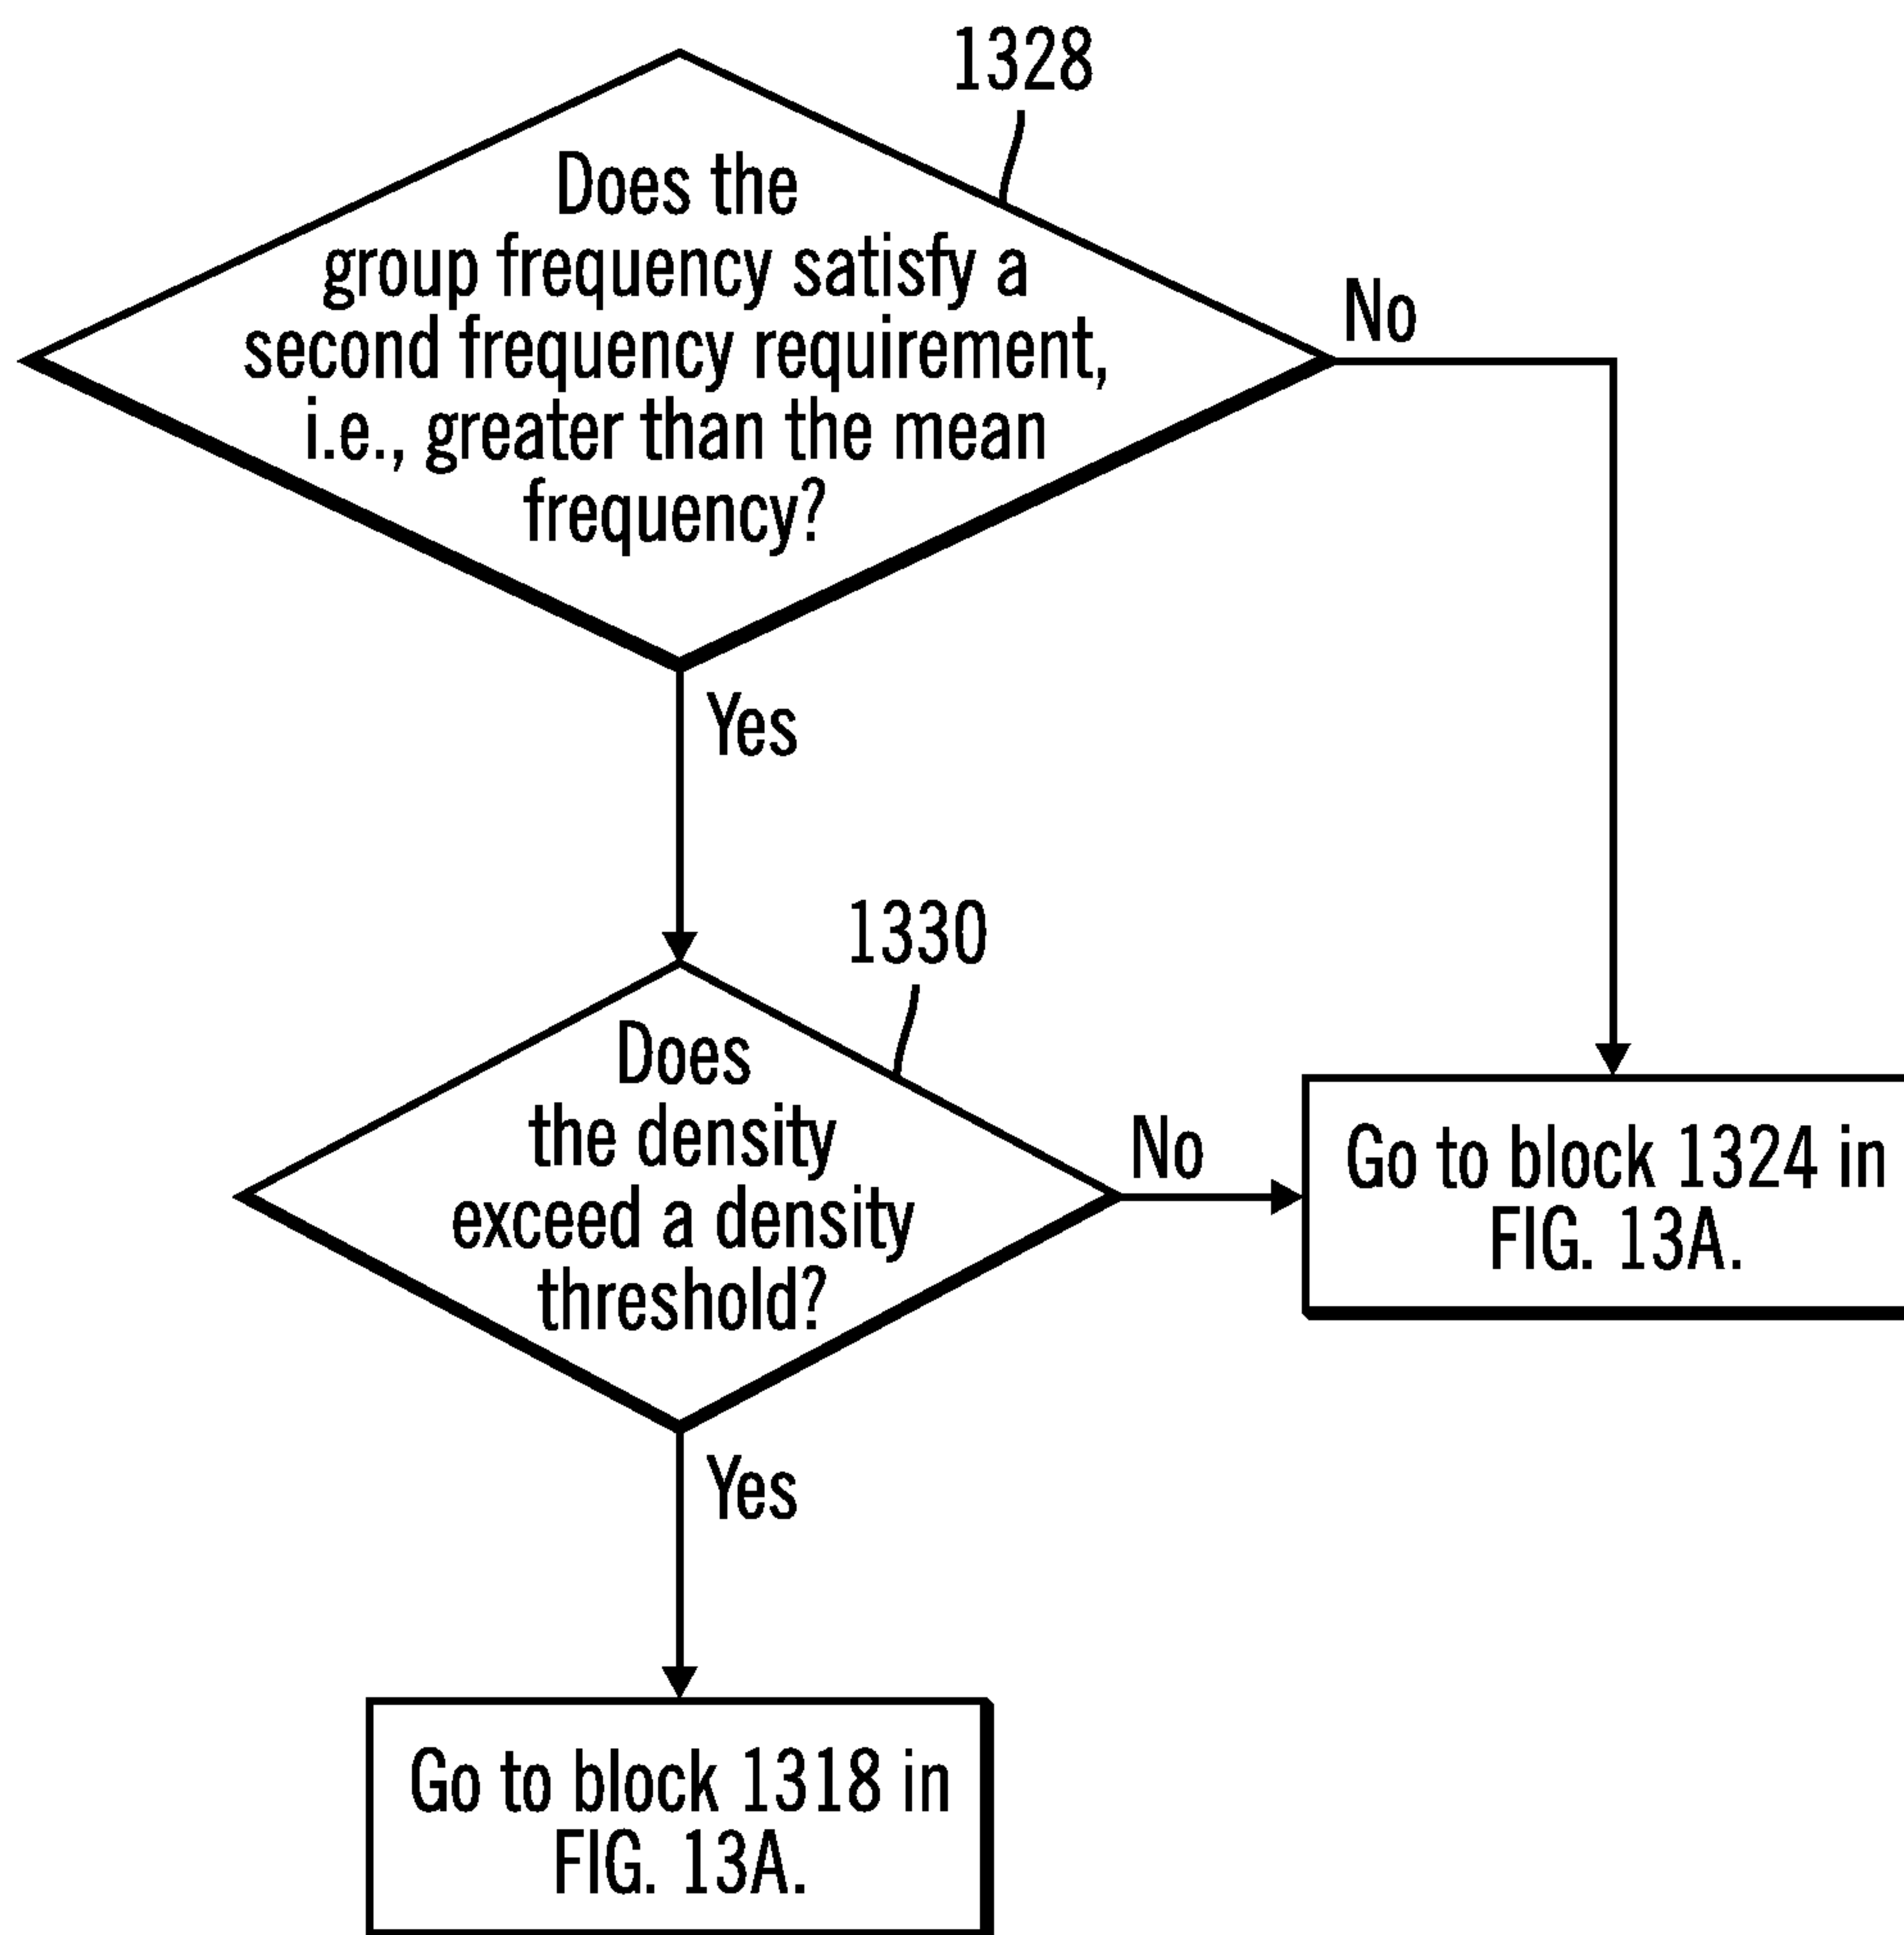 1328
Does the
group frequency satisfy a
second frequency requirement,
i.e., greater than the mean
frequency?
No
Yes
1330
Does
the density
exceed a density
threshold?
No
Go to block 1324 in
FIG. 13A.
Yes
Go to block 1318 in
FIG. 13A.